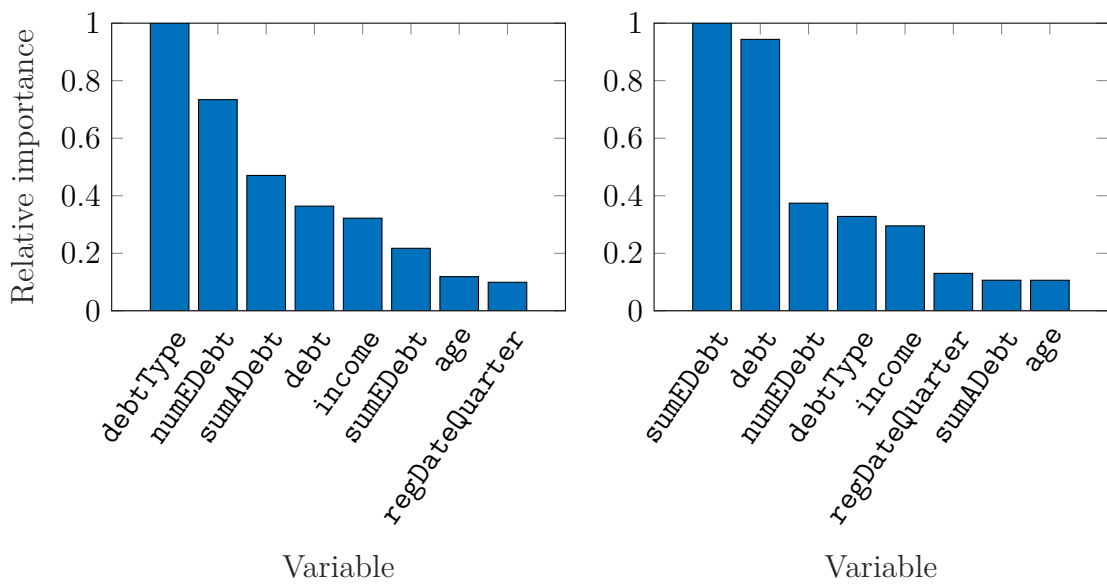 Relative importance
1
0.8
0.6
0.4
0.2
0
debtType
numEDebt
sumADebt
debt
income
sumEDebt
age
regDateQuarter
Variable
1
0.8
0.6
0.4
0.2
0
sumEDebt
debt
numEDebt
debtType
income
regDateQuarter
sumADebt
age
Variable